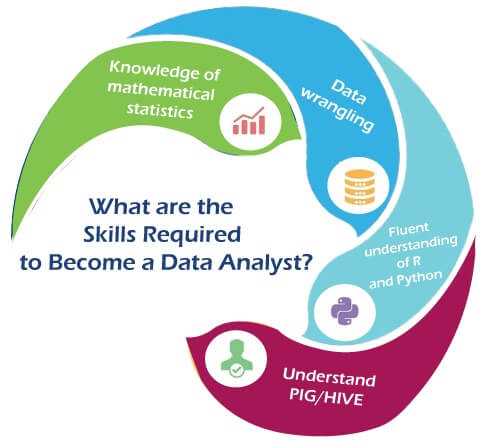 Knowledge of
mathematical
statistics
Data
wrangling
Fluent
understanding
of R
and Python
Understand
PIG/HIVE
What are the
Skills Required
to Become a Data Analyst?